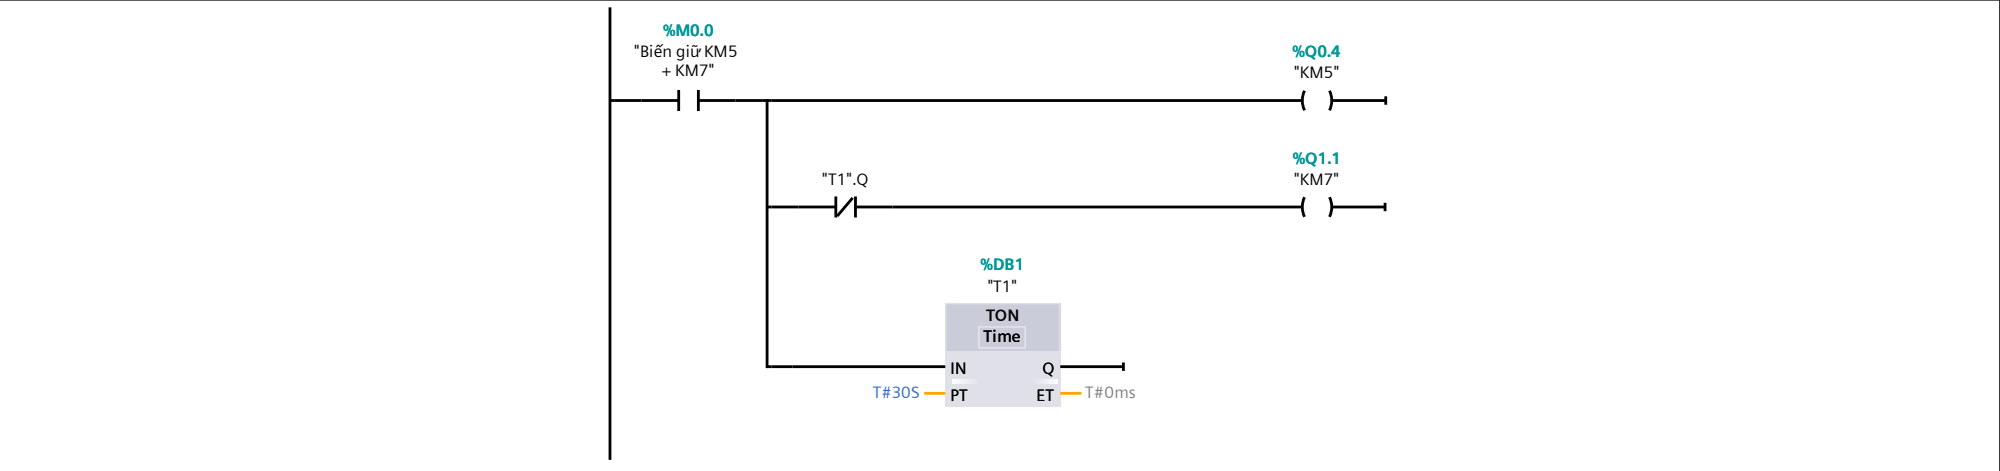 %M0.0
"Biến giữ KM5
+ KM7"
%Q0.4
"KM5"
%Q1.1
"KM7"
"T1".Q
%DB1
"T1"
TON
Time
IN Q
T#30S PT ET T#0ms